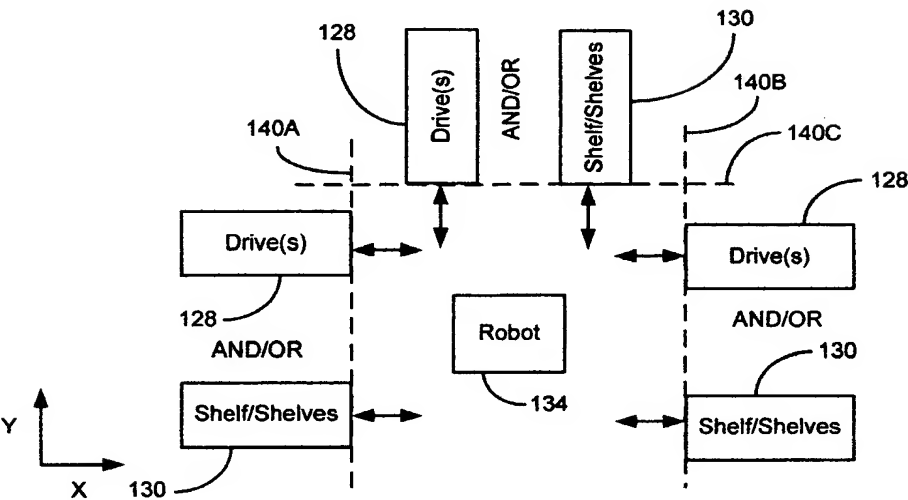 130
128
Drive(s)
AND/OR
Shelf/Shelves
140B
140A
140C
128
Drive(s)
Drive(s)
128
Robot
AND/OR
AND/OR
130
134
Shelf/Shelves
Shelf/Shelves
Y
X
130